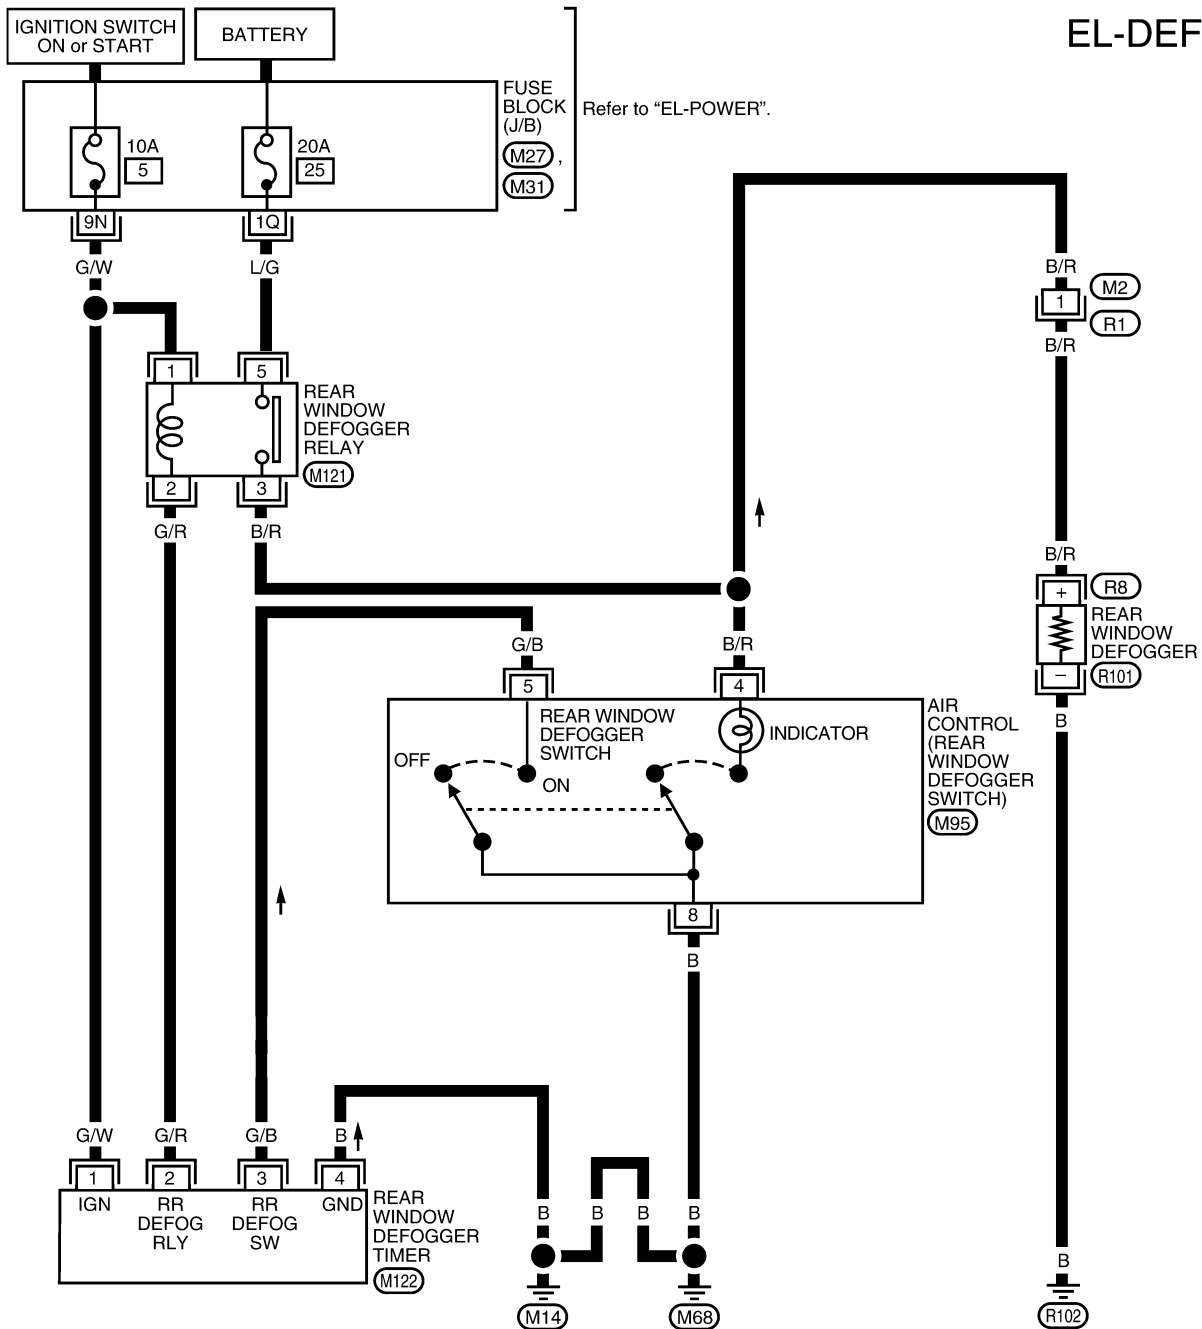 IGNITION SWITCH
ON or START
BATTERY
EL-DEF
FUSE
BLOCK
(J/B)
Refer to “EL-POWER”.
M27 ,
M31
10A
5
20A
25
9N
1Q
G/W
L/G
B/R
1
M2
R1
B/R
1
5
REAR
WINDOW
DEFOGGER
RELAY
M121
2
3
G/R
B/R
B/R
+
R8
REAR
WINDOW
DEFOGGER
–
R101
B
G/B
B/R
5
4
AIR
CONTROL
(REAR
WINDOW
DEFOGGER
SWITCH)
M95
REAR WINDOW
DEFOGGER
SWITCH
INDICATOR
OFF
ON
8
B
G/W
G/R
G/B
B
1
2
3
4
IGN
RR
DEFOG
RLY
RR
DEFOG
SW
GND
REAR
WINDOW
DEFOGGER
TIMER
M122
B
B
B
B
B
M14
M68
R102